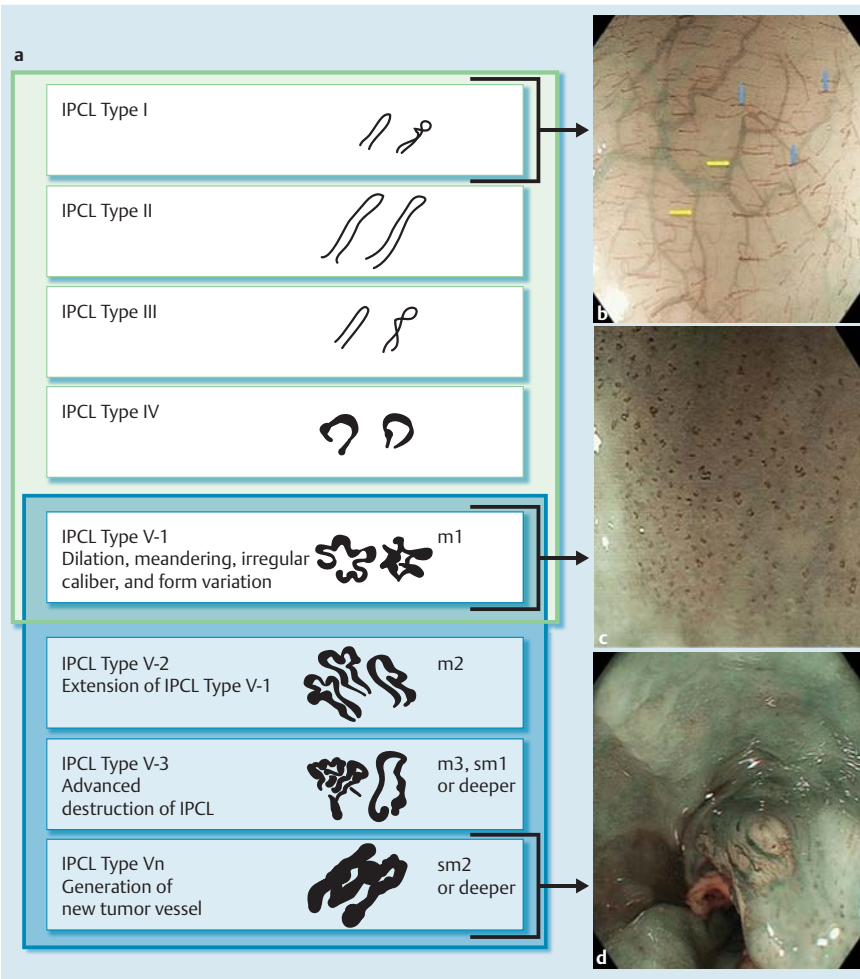 a
IPCL Type I
IPCL Type II
IPCL Type III
IPCL Type IV
IPCL Type V-1
Dilation, meandering, irregular
caliber, and form variation
m1
IPCL Type V-2
Extension of IPCL Type V-1
m2
IPCL Type V-3
Advanced
destruction of IPCL
m3, sm1
or deeper
IPCL Type Vn
Generation of
new tumor vessel
sm2
or deeper
b
c
d